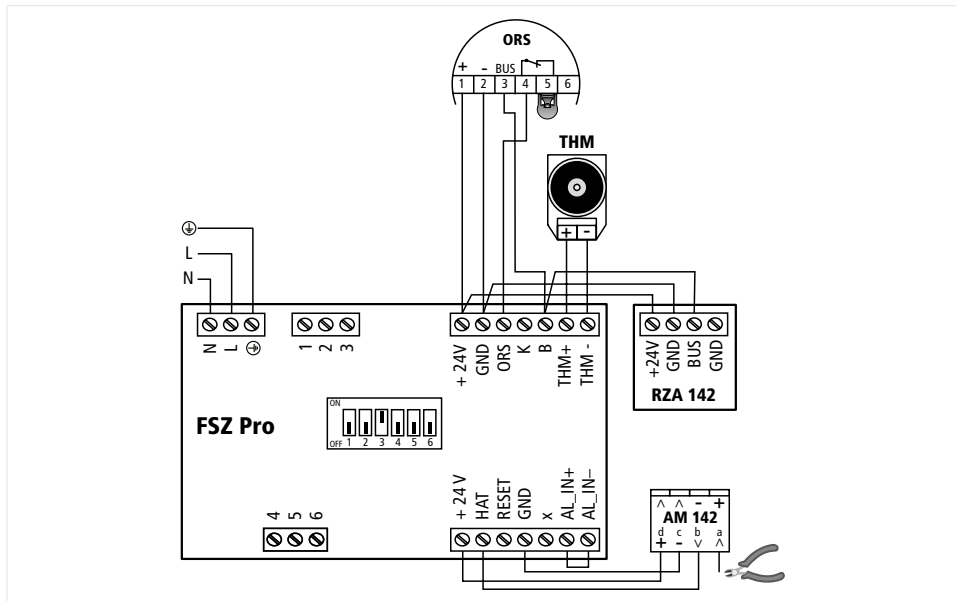 ORS
+ - BUS
1 2 3 4 5 6
THM
+ -
L
N
N L
1 2 3
+ 24V GND ORS K B THM+ THM -
+24V GND BUS GND
RZA 142
FSZ Pro
ON
OFF 1 2 3 4 5 6
4 5 6
+ 24 V HAT RESET GND x AL_IN+ AL_IN–
^ ^ - +
AM 142
d c b a
+ - v ^